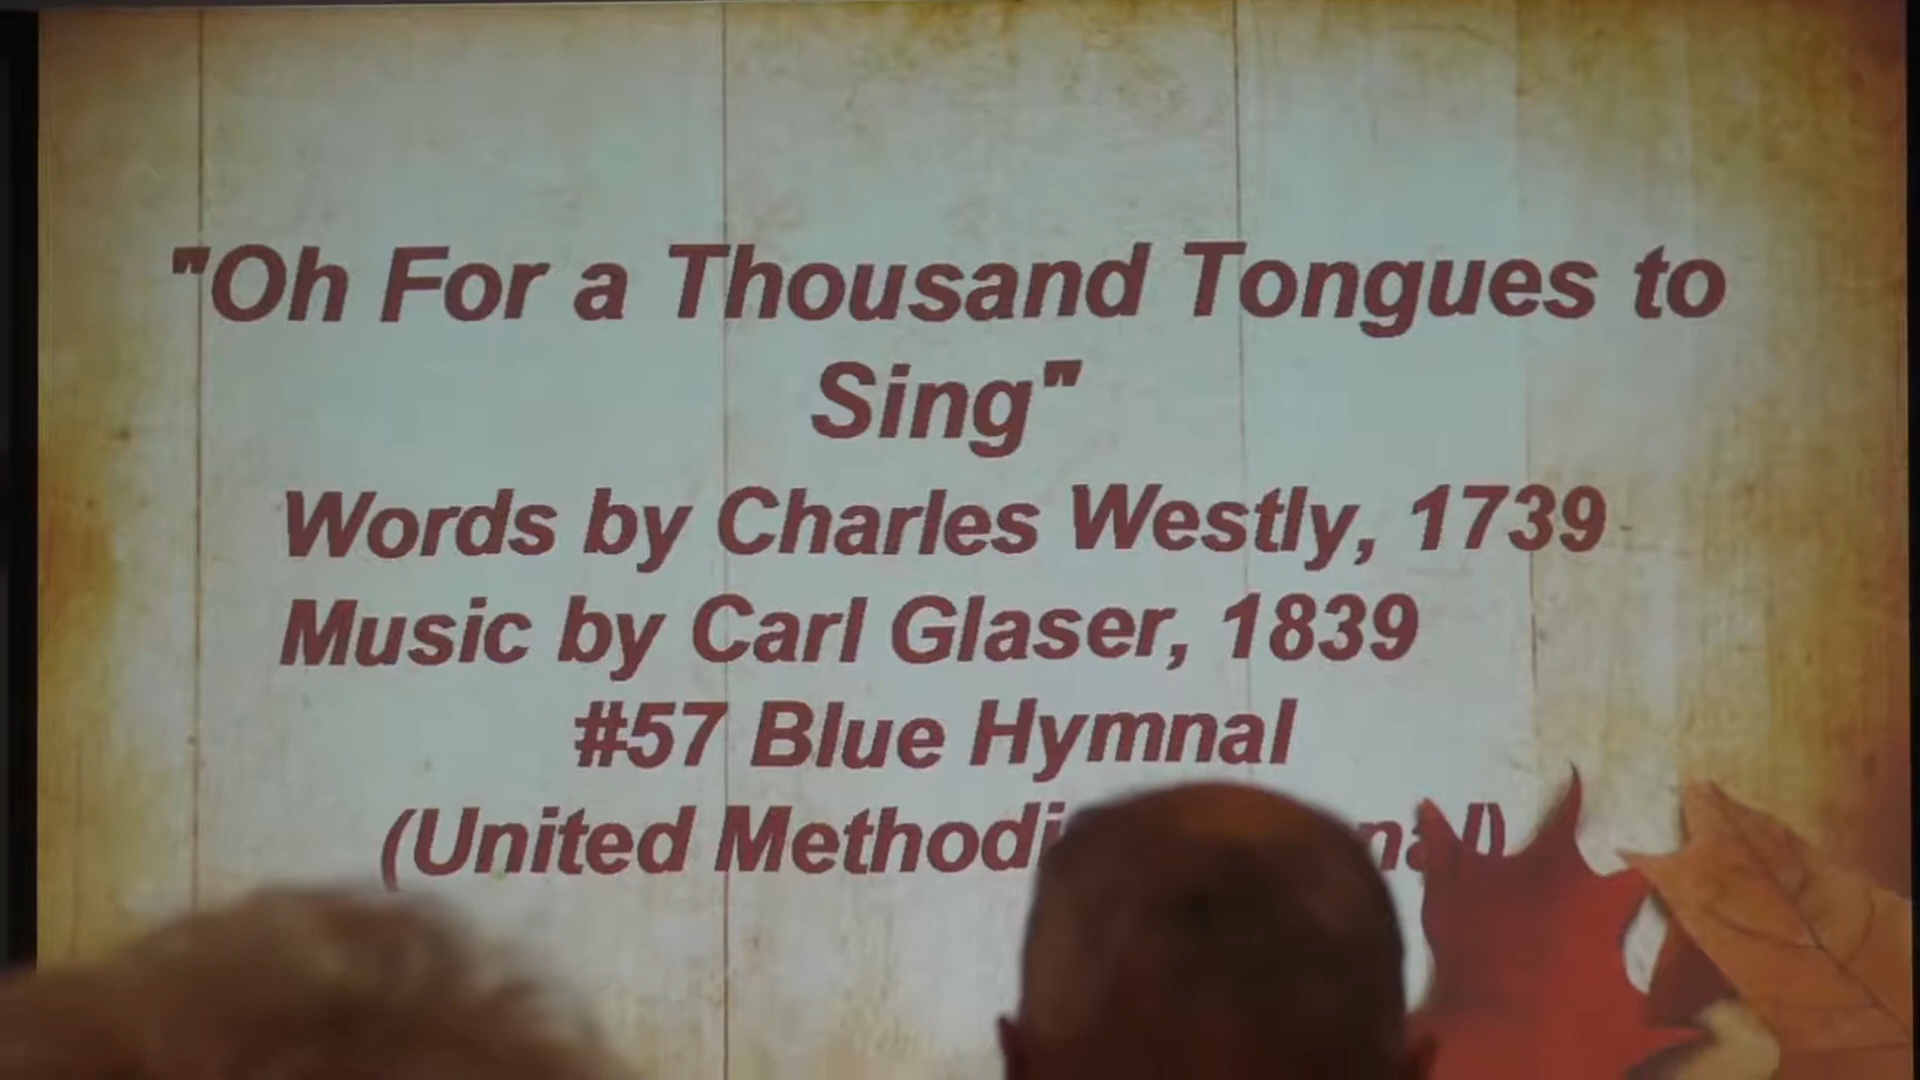 "Oh For a Thousand Tongues to
Sing"
Words by Charles Westly, 1739
Music by Carl Glaser, 1839
#57 Blue Hymnal
(United